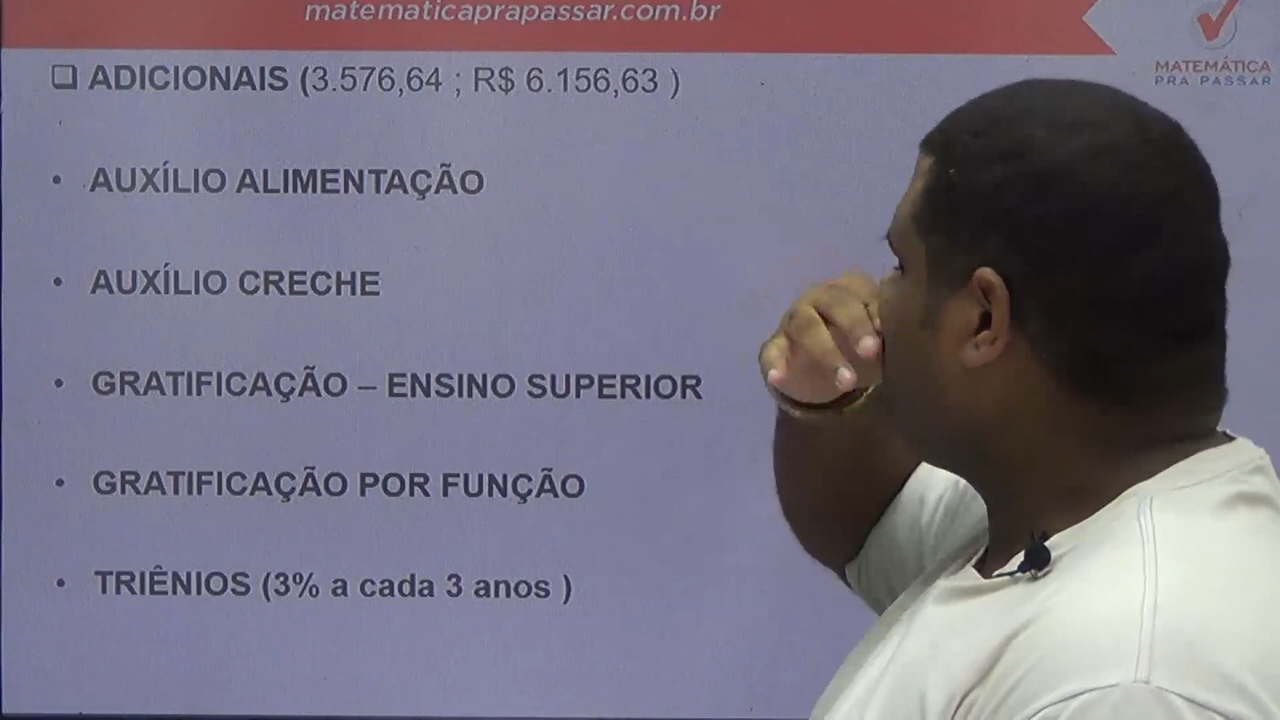 matematicaprapassar.com.br
MATEMÁTICA
PRA PASSAR
❑ ADICIONAIS (3.576,64 ; R$ 6.156,63 )
• AUXÍLIO ALIMENTAÇÃO
• AUXÍLIO CRECHE
• GRATIFICAÇÃO – ENSINO SUPERIOR
• GRATIFICAÇÃO POR FUNÇÃO
• TRIÊNIOS (3% a cada 3 anos )